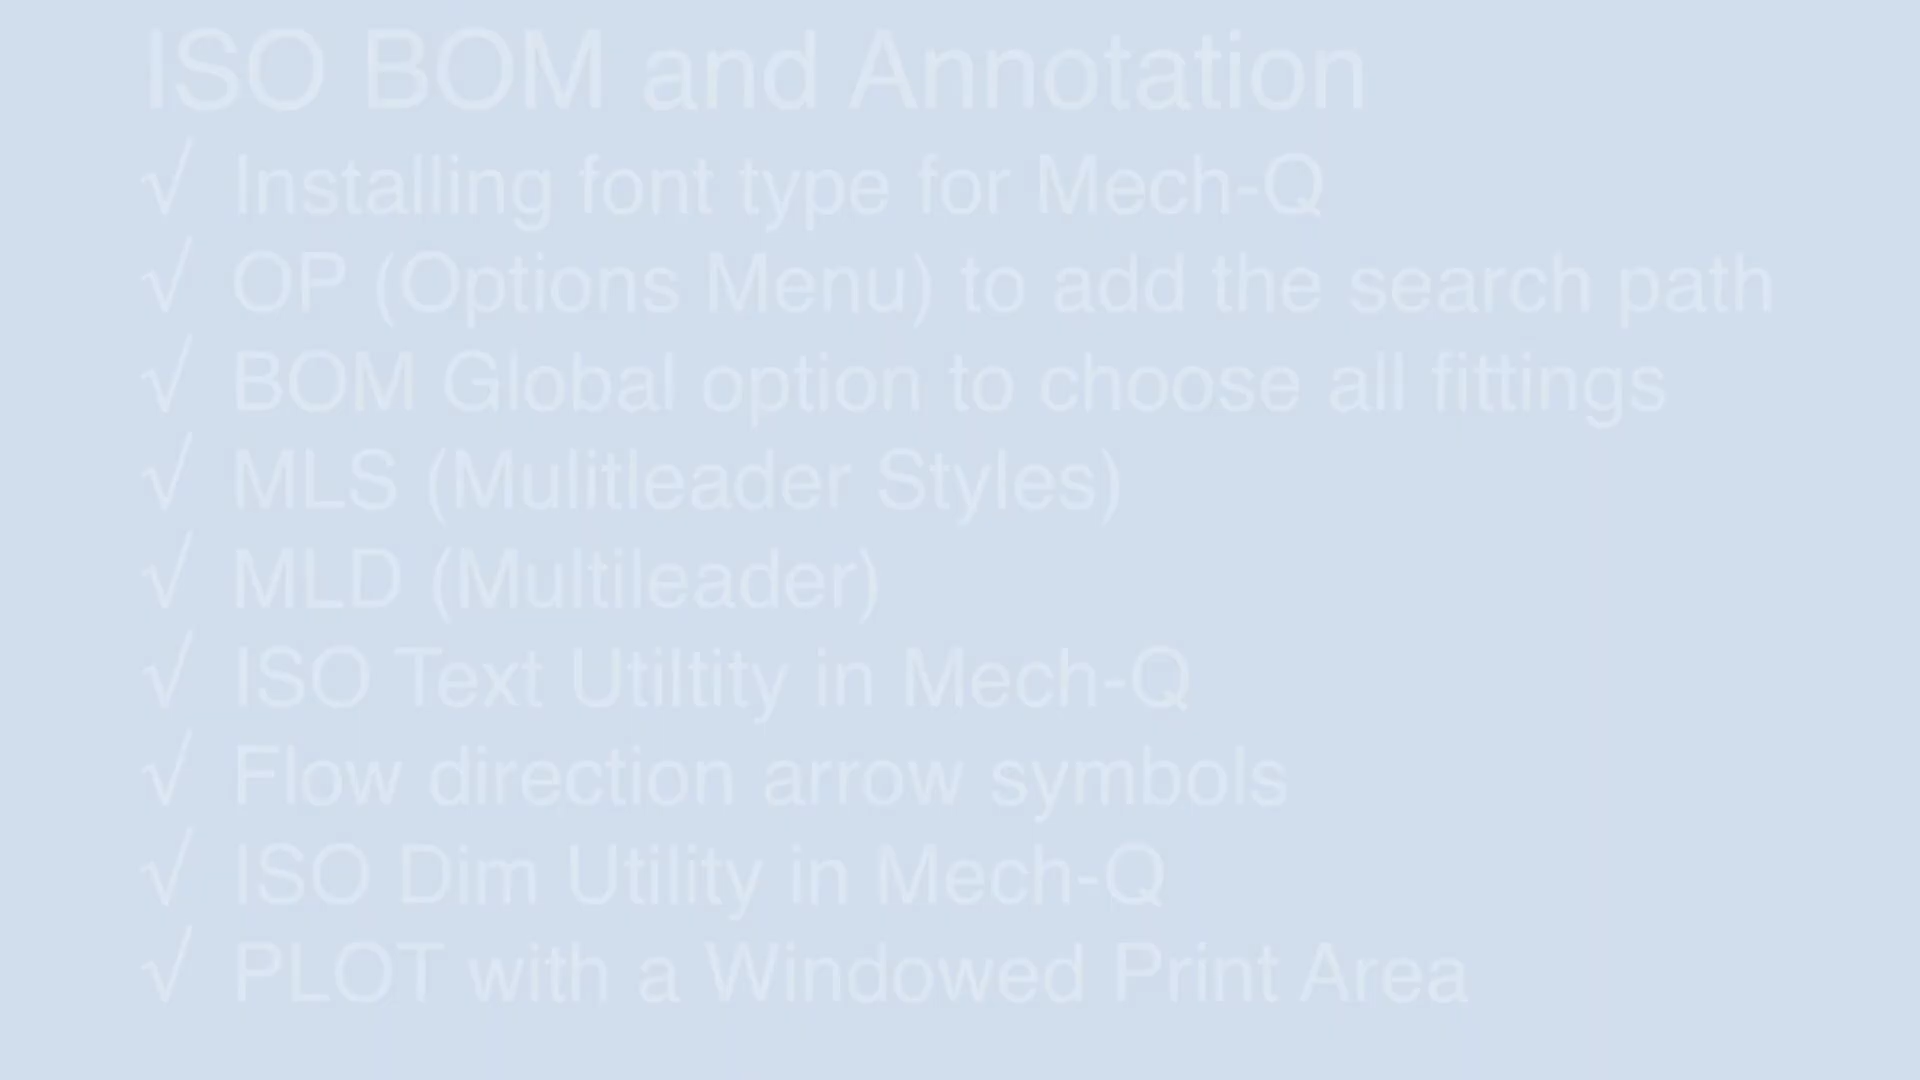 ISO BOM and Annotation
√ Installing font type for Mech-Q
√ OP (Options Menu) to add the search path
√ BOM Global option to choose all fittings
√ MLS (Mulitleader Styles)
√ MLD (Multileader)
√ ISO Text Utiltity in Mech-Q
√ Flow direction arrow symbols
√ ISO Dim Utility in Mech-Q
√ PLOT with a Windowed Print Area